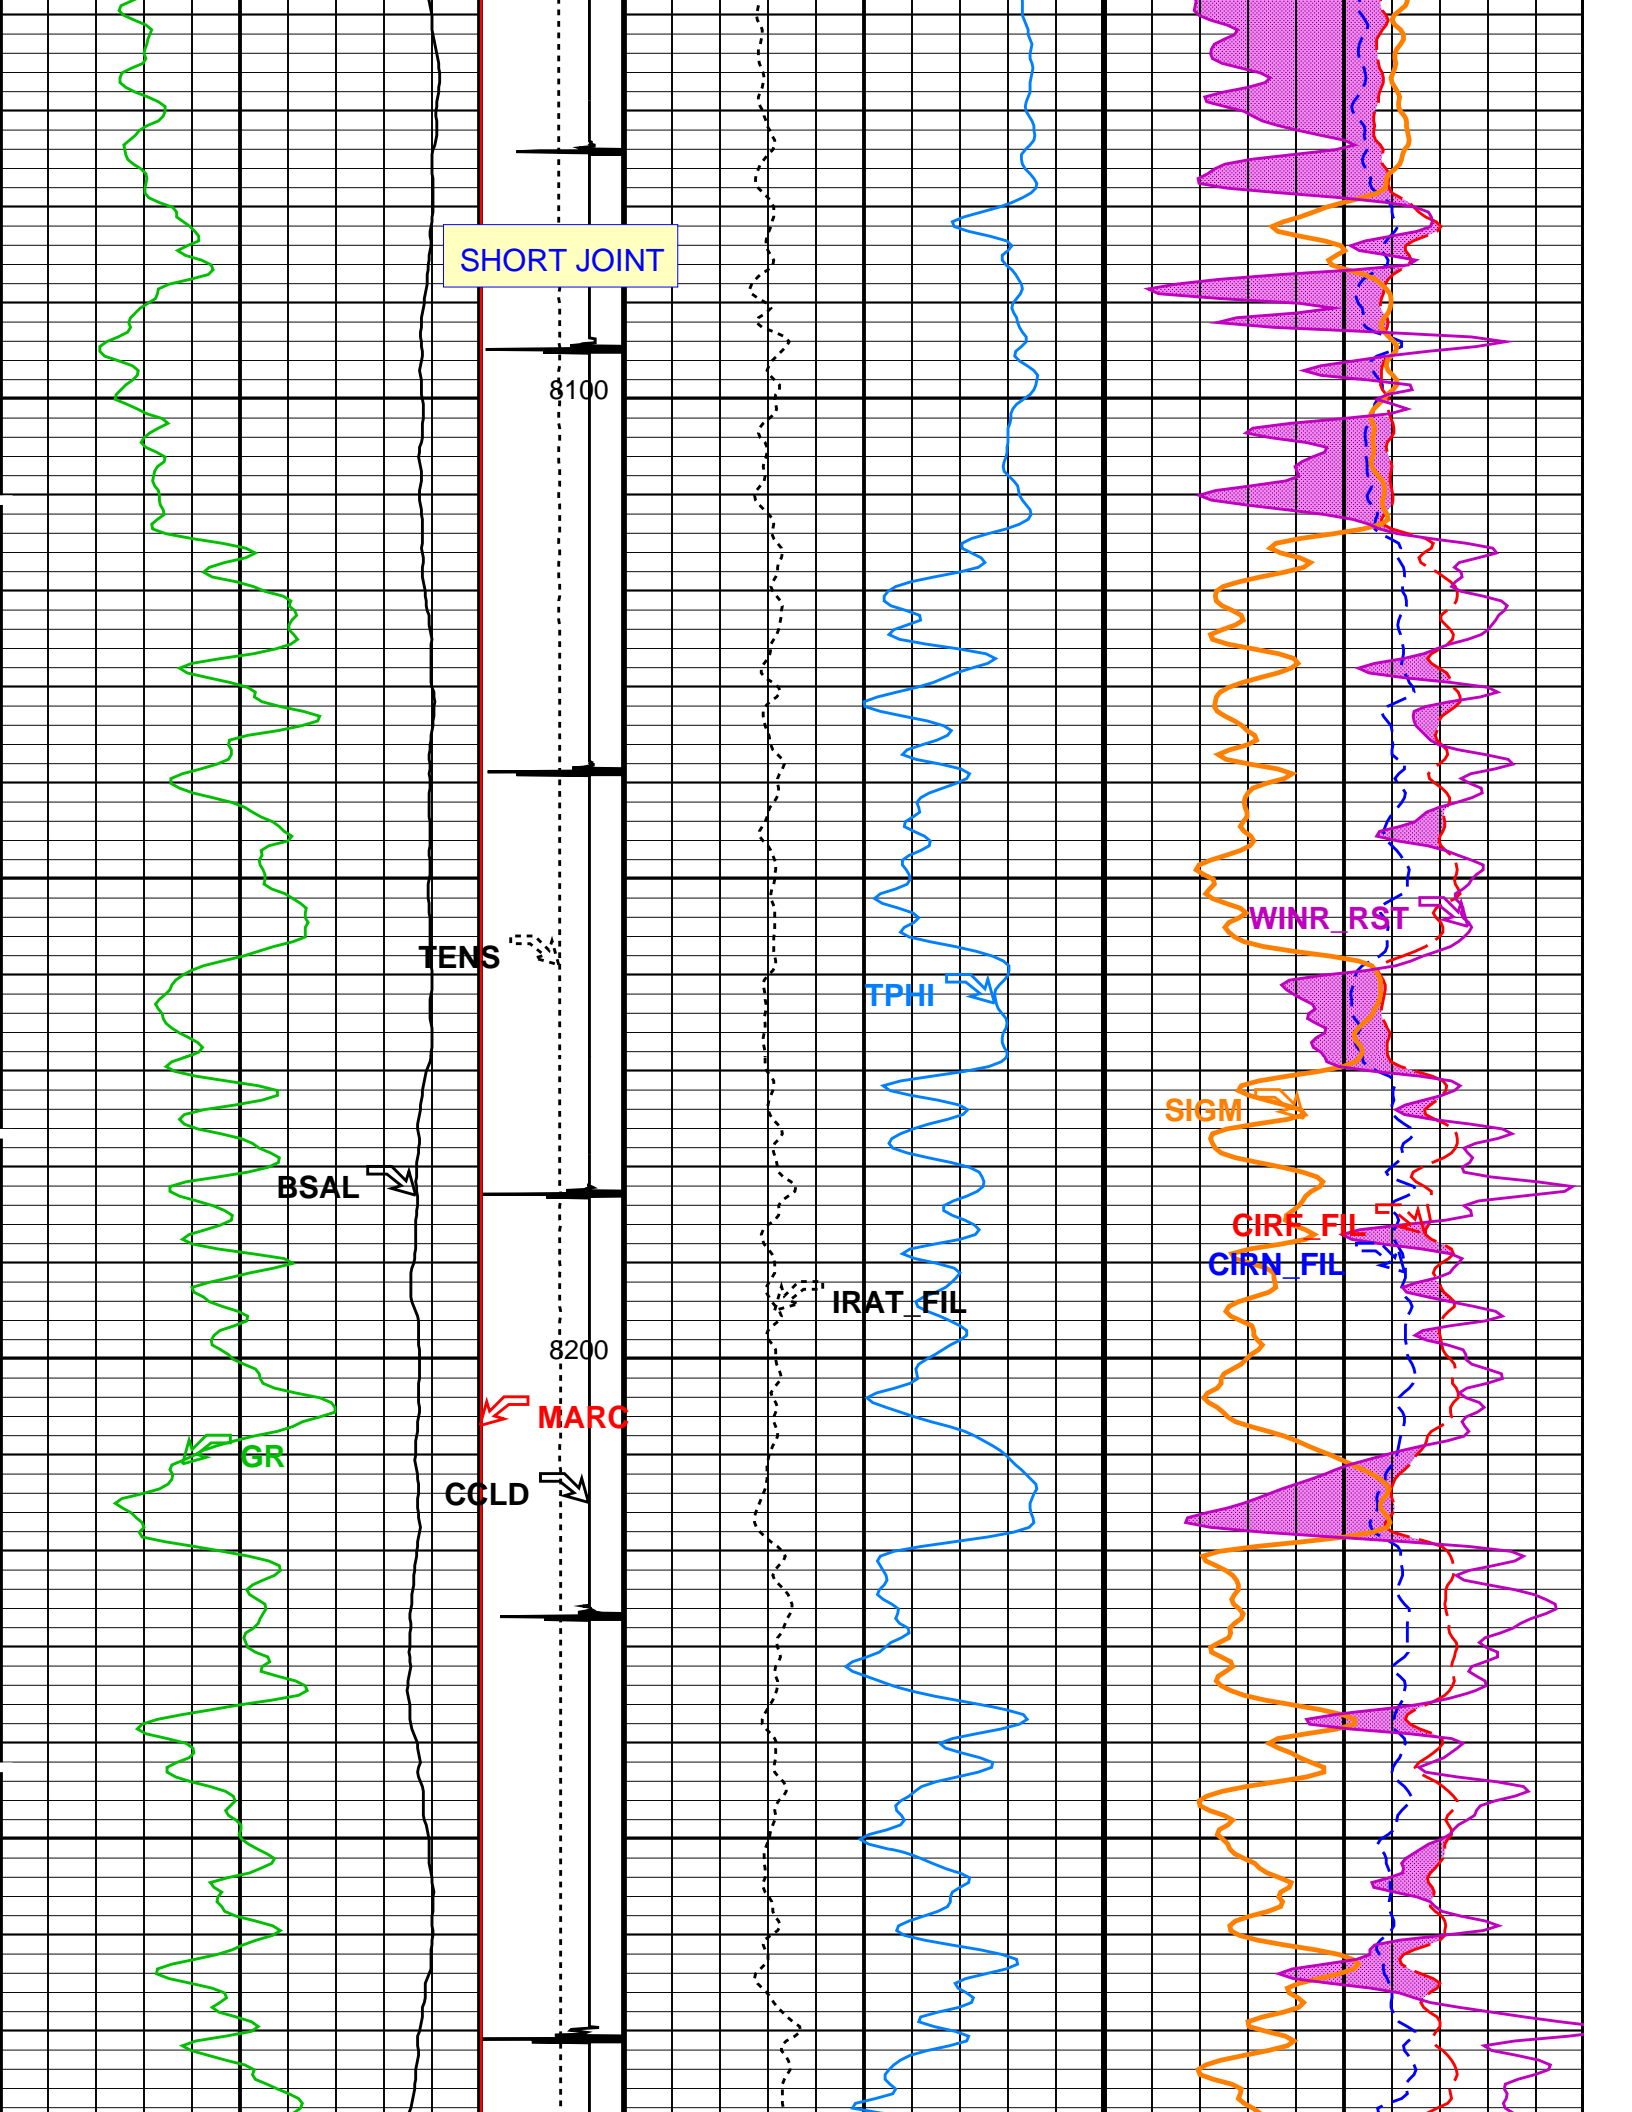 SHORT JOINT
8100
WINR_RST
TENS
TPHI
SIGM
BSAL
CIRF_FIL
CIRN_FIL
IRAT_FIL
8200
MARC
GR
CCLD